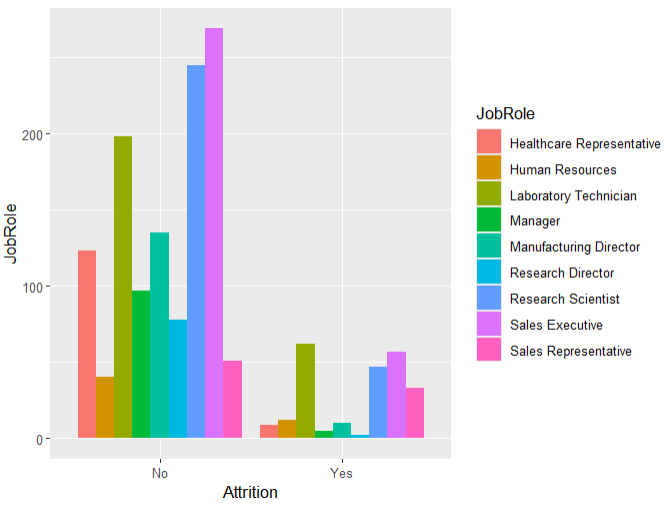 JobRole
200
100
0
No
Yes
Attrition
JobRole
Healthcare Representative
Human Resources
Laboratory Technician
Manager
Manufacturing Director
Research Director
Research Scientist
Sales Executive
Sales Representative